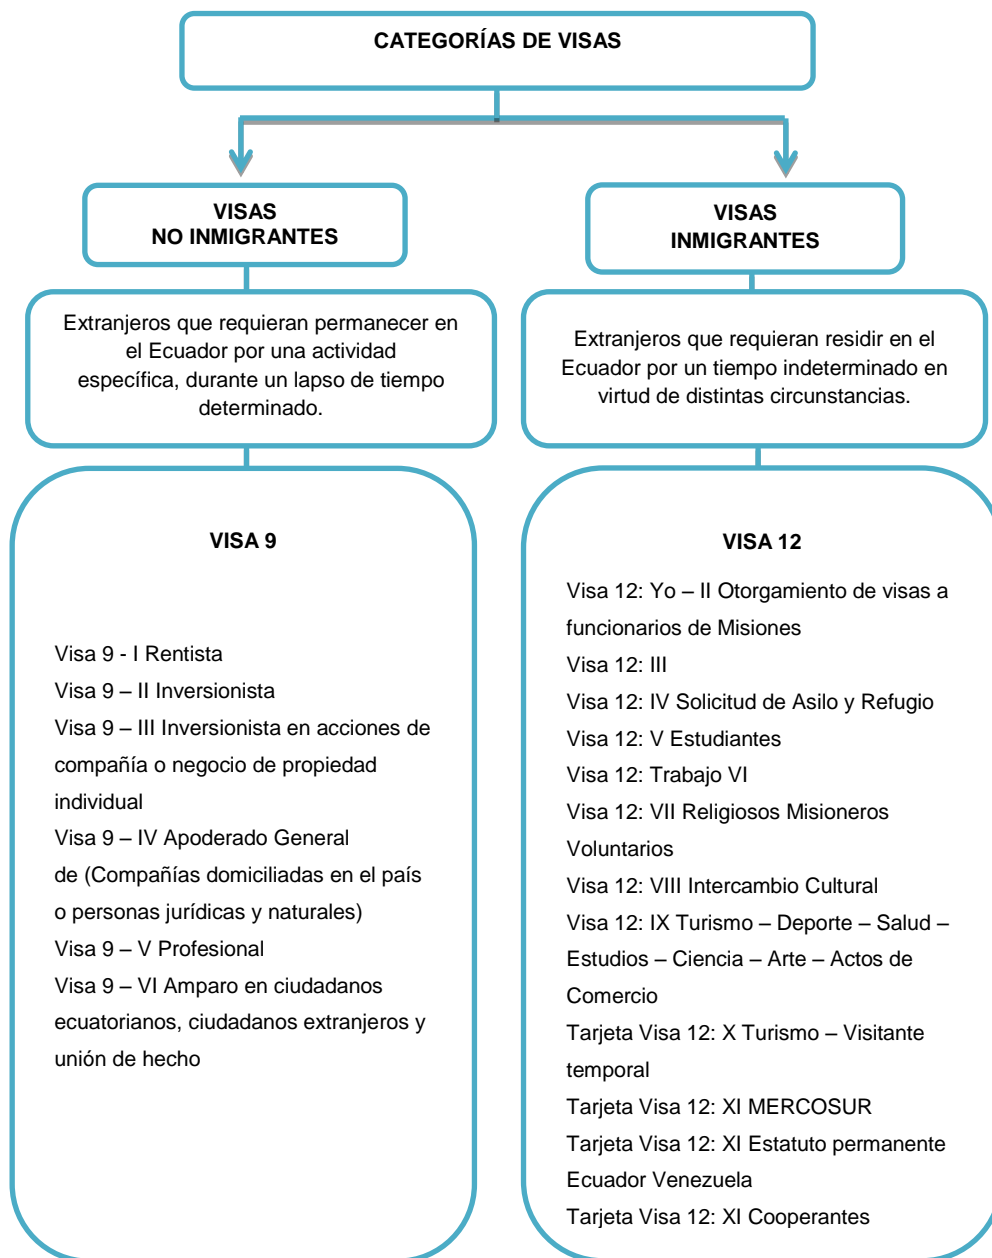 CATEGORÍAS DE VISAS
VISAS
NO INMIGRANTES
Extranjeros que requieran permanecer en
el Ecuador por una actividad
específica, durante un lapso de tiempo
determinado.
VISA 9
Visa 9 - I Rentista
Visa 9 – II Inversionista
Visa 9 – III Inversionista en acciones de
compañía o negocio de propiedad
individual
Visa 9 – IV Apoderado General
de (Compañías domiciliadas en el país
o personas jurídicas y naturales)
Visa 9 – V Profesional
Visa 9 – VI Amparo en ciudadanos
ecuatorianos, ciudadanos extranjeros y
unión de hecho
VISAS
INMIGRANTES
Extranjeros que requieran residir en el
Ecuador por un tiempo indeterminado en
virtud de distintas circunstancias.
VISA 12
Visa 12: Yo – II Otorgamiento de visas a
funcionarios de Misiones
Visa 12: III
Visa 12: IV Solicitud de Asilo y Refugio
Visa 12: V Estudiantes
Visa 12: Trabajo VI
Visa 12: VII Religiosos Misioneros
Voluntarios
Visa 12: VIII Intercambio Cultural
Visa 12: IX Turismo – Deporte – Salud –
Estudios – Ciencia – Arte – Actos de
Comercio
Tarjeta Visa 12: X Turismo – Visitante
temporal
Tarjeta Visa 12: XI MERCOSUR
Tarjeta Visa 12: XI Estatuto permanente
Ecuador Venezuela
Tarjeta Visa 12: XI Cooperantes